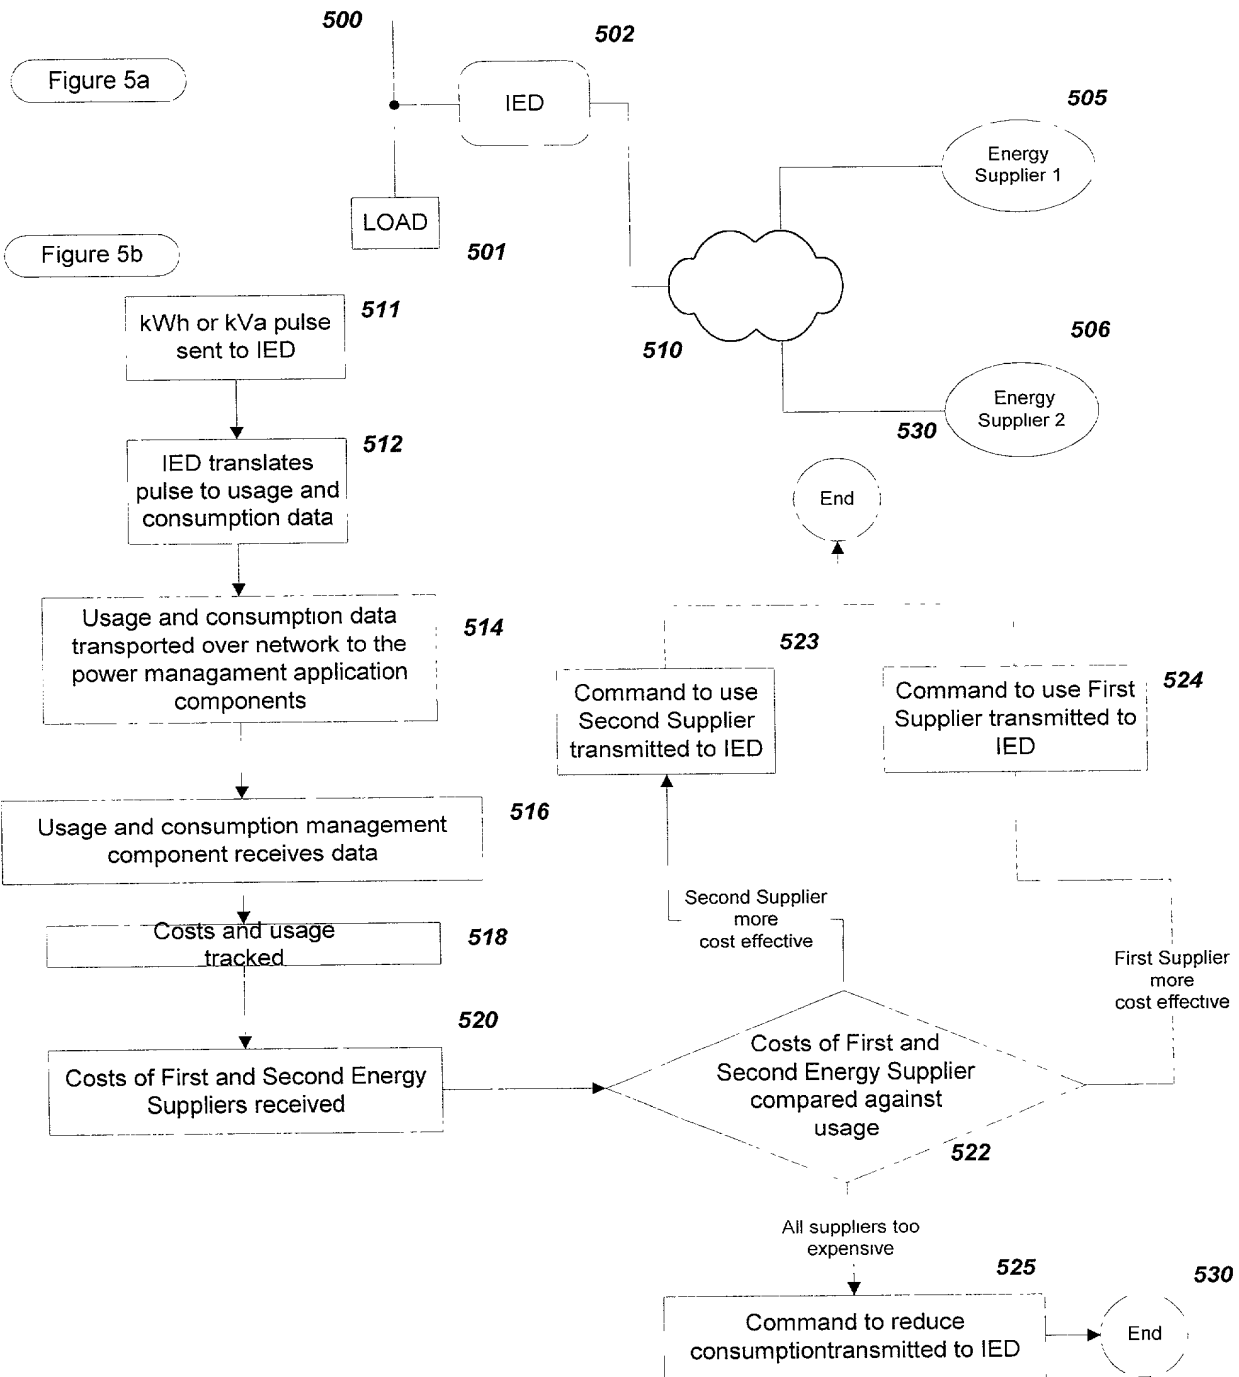 500
502
Figure 5a
IED
505
Energy
Supplier 1
LOAD
501
Figure 5b
510
506
Energy
Supplier 2
530
End
kWh or kVa pulse
sent to IED
511
IED translates
pulse to usage and
consumption data
512
Usage and consumption data
transported over network to the
power managament application
components
514
Usage and consumption management
component receives data
516
Costs and usage
tracked
518
Costs of First and Second Energy
Suppliers received
520
523
Command to use
Second Supplier
transmitted to IED
Command to use First
Supplier transmitted to
IED
524
Second Supplier
more
cost effective
First Supplier
more
cost effective
Costs of First and
Second Energy Supplier
compared against
usage
522
All suppliers too
expensive
525
Command to reduce
consumptiontransmitted to IED
530
End